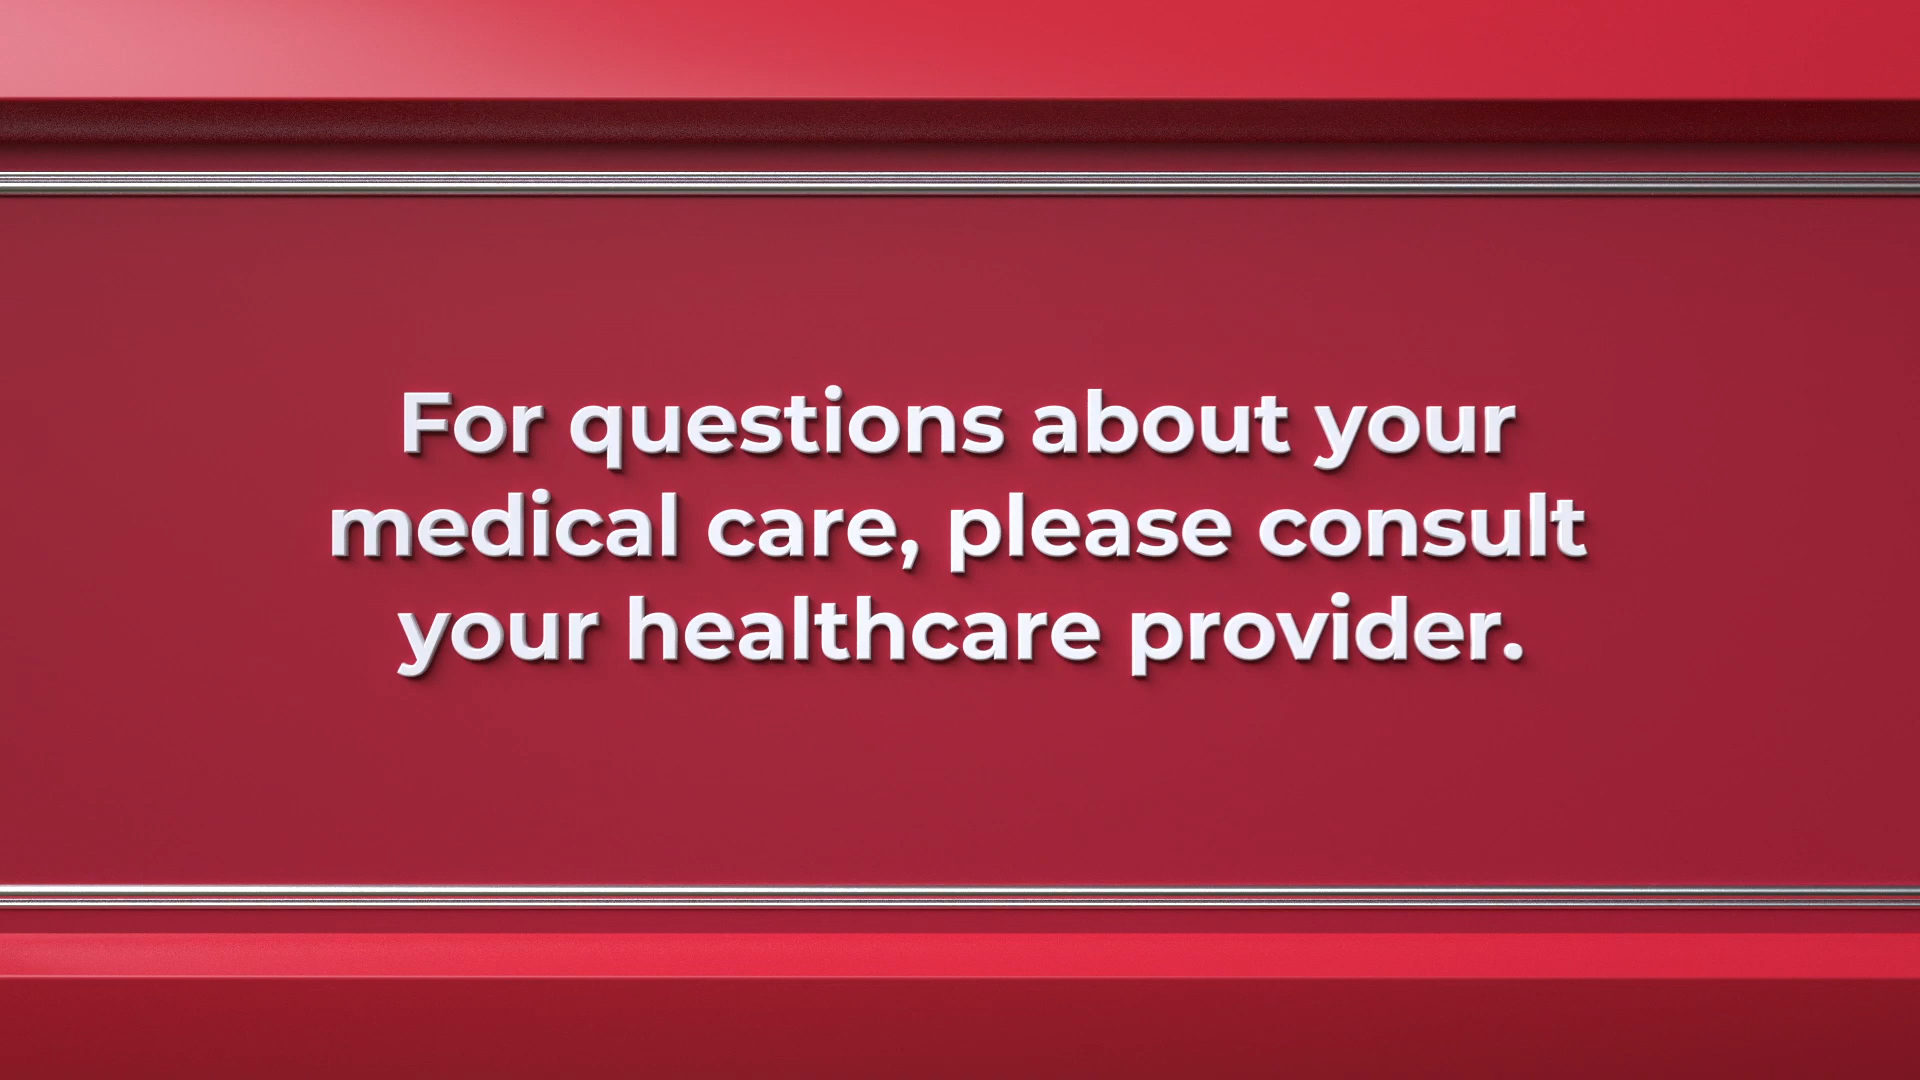 For questions about your
medical care, please consult
your healthcare provider.